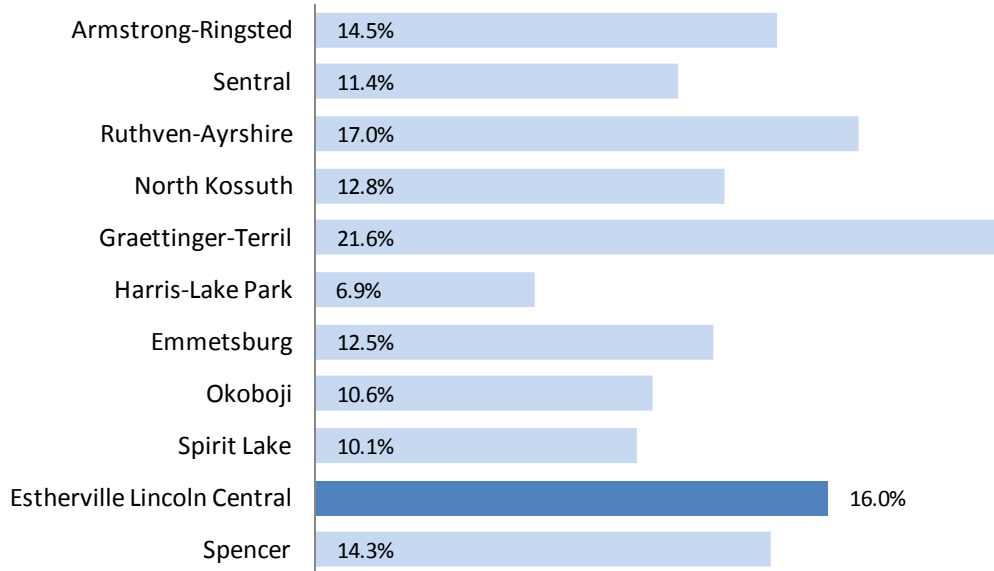 Armstrong-Ringsted 14.5%
Sentral 11.4%
Ruthven-Ayrshire 17.0%
North Kossuth 12.8%
Graettinger-Terril 21.6%
Harris-Lake Park 6.9%
Emmetsburg 12.5%
Okoboji 10.6%
Spirit Lake 10.1%
Estherville Lincoln Central 16.0%
Spencer 14.3%